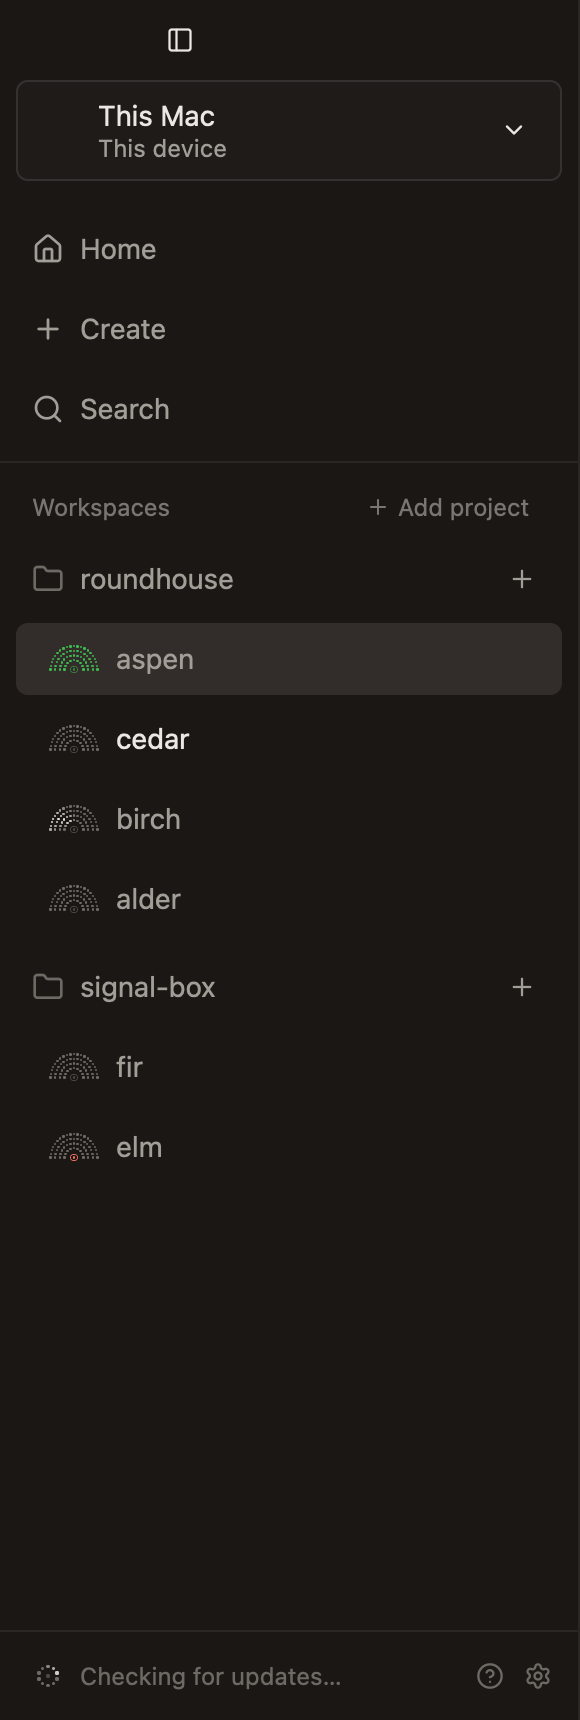 This Mac
This device
Home
Create
Search
Workspaces
Add project
roundhouse
aspen
cedar
birch
alder
signal-box
fir
elm
Checking for updates...